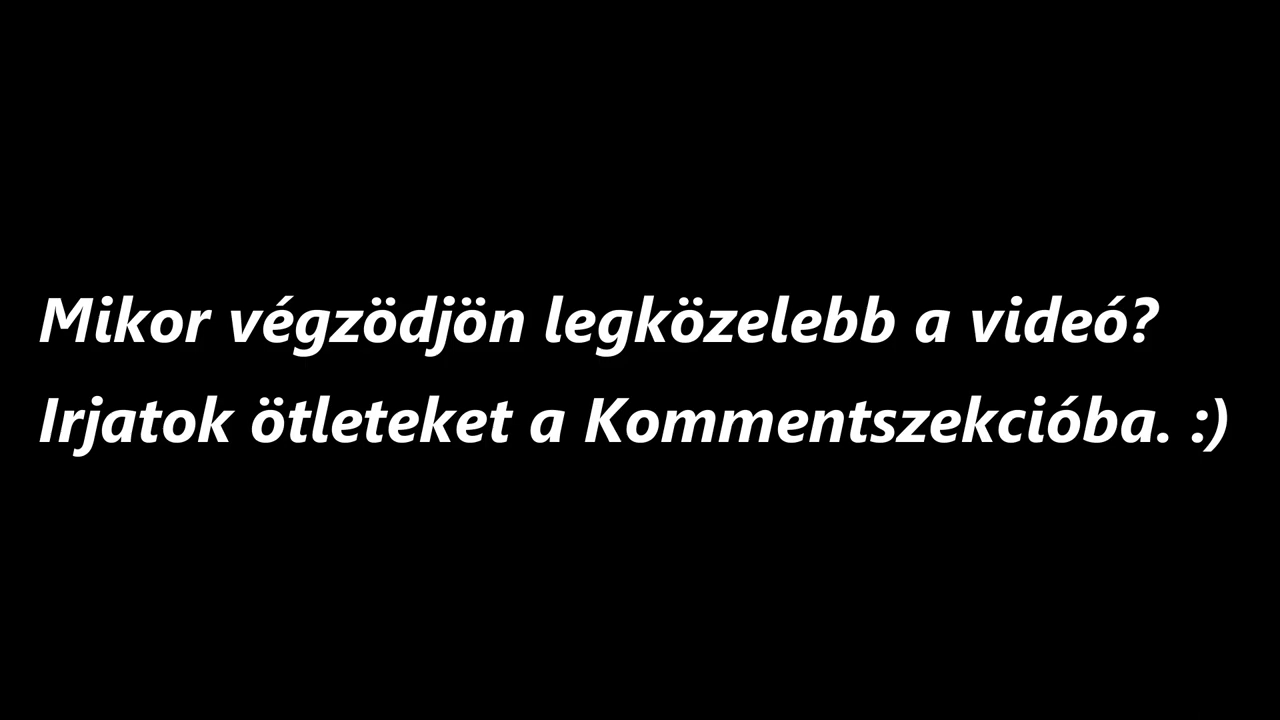 Mikor végzödjön legközelebb a videó?
Irjatok ötleteket a Kommentszekcióba. :)